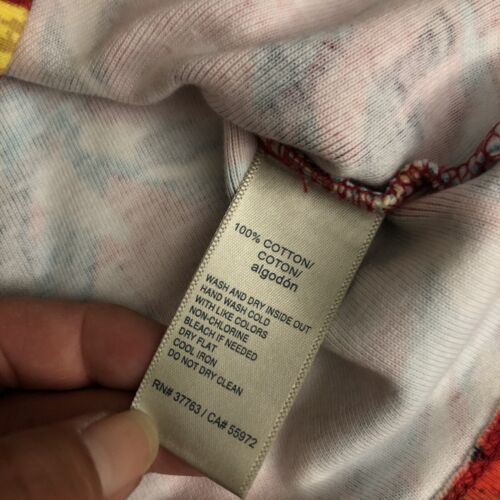 100% COTTON/
COTON/
algodón
WASH AND DRY INSIDE OUT
HAND WASH COLD
WITH LIKE COLORS
NON-CHLORINE
BLEACH IF NEEDED
DRY FLAT
COOL IRON
DO NOT DRY CLEAN
RN# 37763 / CA# 55972